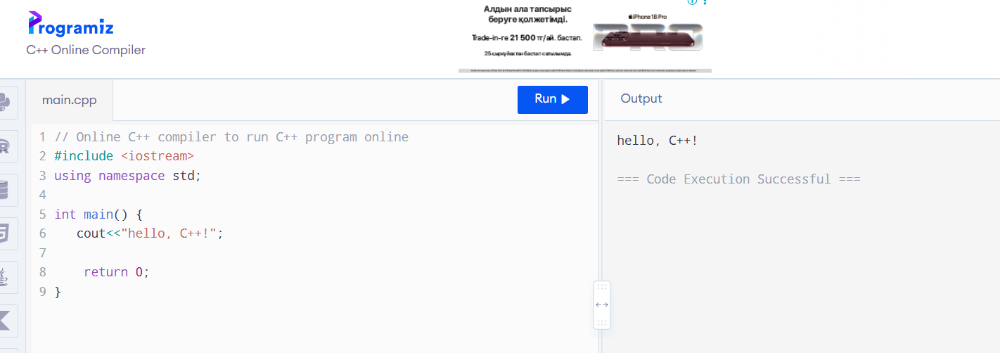 Programiz
C++ Online Compiler
Алдын ала тапсырыс
беруге қолжетімді.
Trade-in-ге 21 500 тг/ай. бастап.
25 қыркүйектен бастап сатылымда.
iPhone 18 Pro
PRO
main.cpp
Run
Output
1 // Online C++ compiler to run C++ program online
2 #include <iostream>
3 using namespace std;
4
5 int main() {
6 cout<<"hello, C++!";
7
8 return 0;
9 }
hello, C++!
=== Code Execution Successful ===